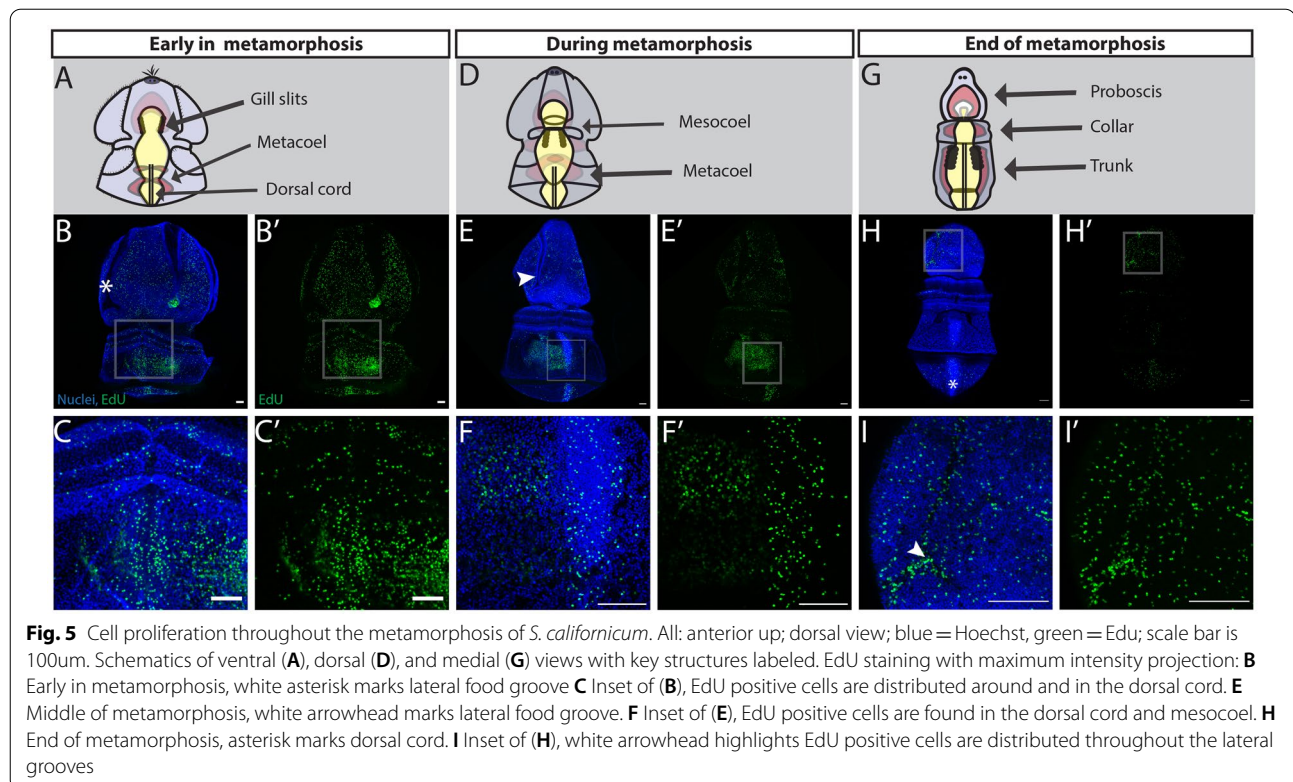 Early in metamorphosis
During metamorphosis
End of metamorphosis
A
Gill slits
Metacoel
Dorsal cord
D
Mesocoel
Metacoel
G
Proboscis
Collar
Trunk
B
*
Nuclei, EdU
B′
EdU
E
E′
H
*
H′
C
C′
F
F′
I
I′
Fig. 5 Cell proliferation throughout the metamorphosis of S. californicum. All: anterior up; dorsal view; blue = Hoechst, green = Edu; scale bar is
100um. Schematics of ventral (A), dorsal (D), and medial (G) views with key structures labeled. EdU staining with maximum intensity projection: B
Early in metamorphosis, white asterisk marks lateral food groove C Inset of (B), EdU positive cells are distributed around and in the dorsal cord. E
Middle of metamorphosis, white arrowhead marks lateral food groove. F Inset of (E), EdU positive cells are found in the dorsal cord and mesocoel. H
End of metamorphosis, asterisk marks dorsal cord. I Inset of (H), white arrowhead highlights EdU positive cells are distributed throughout the lateral
grooves